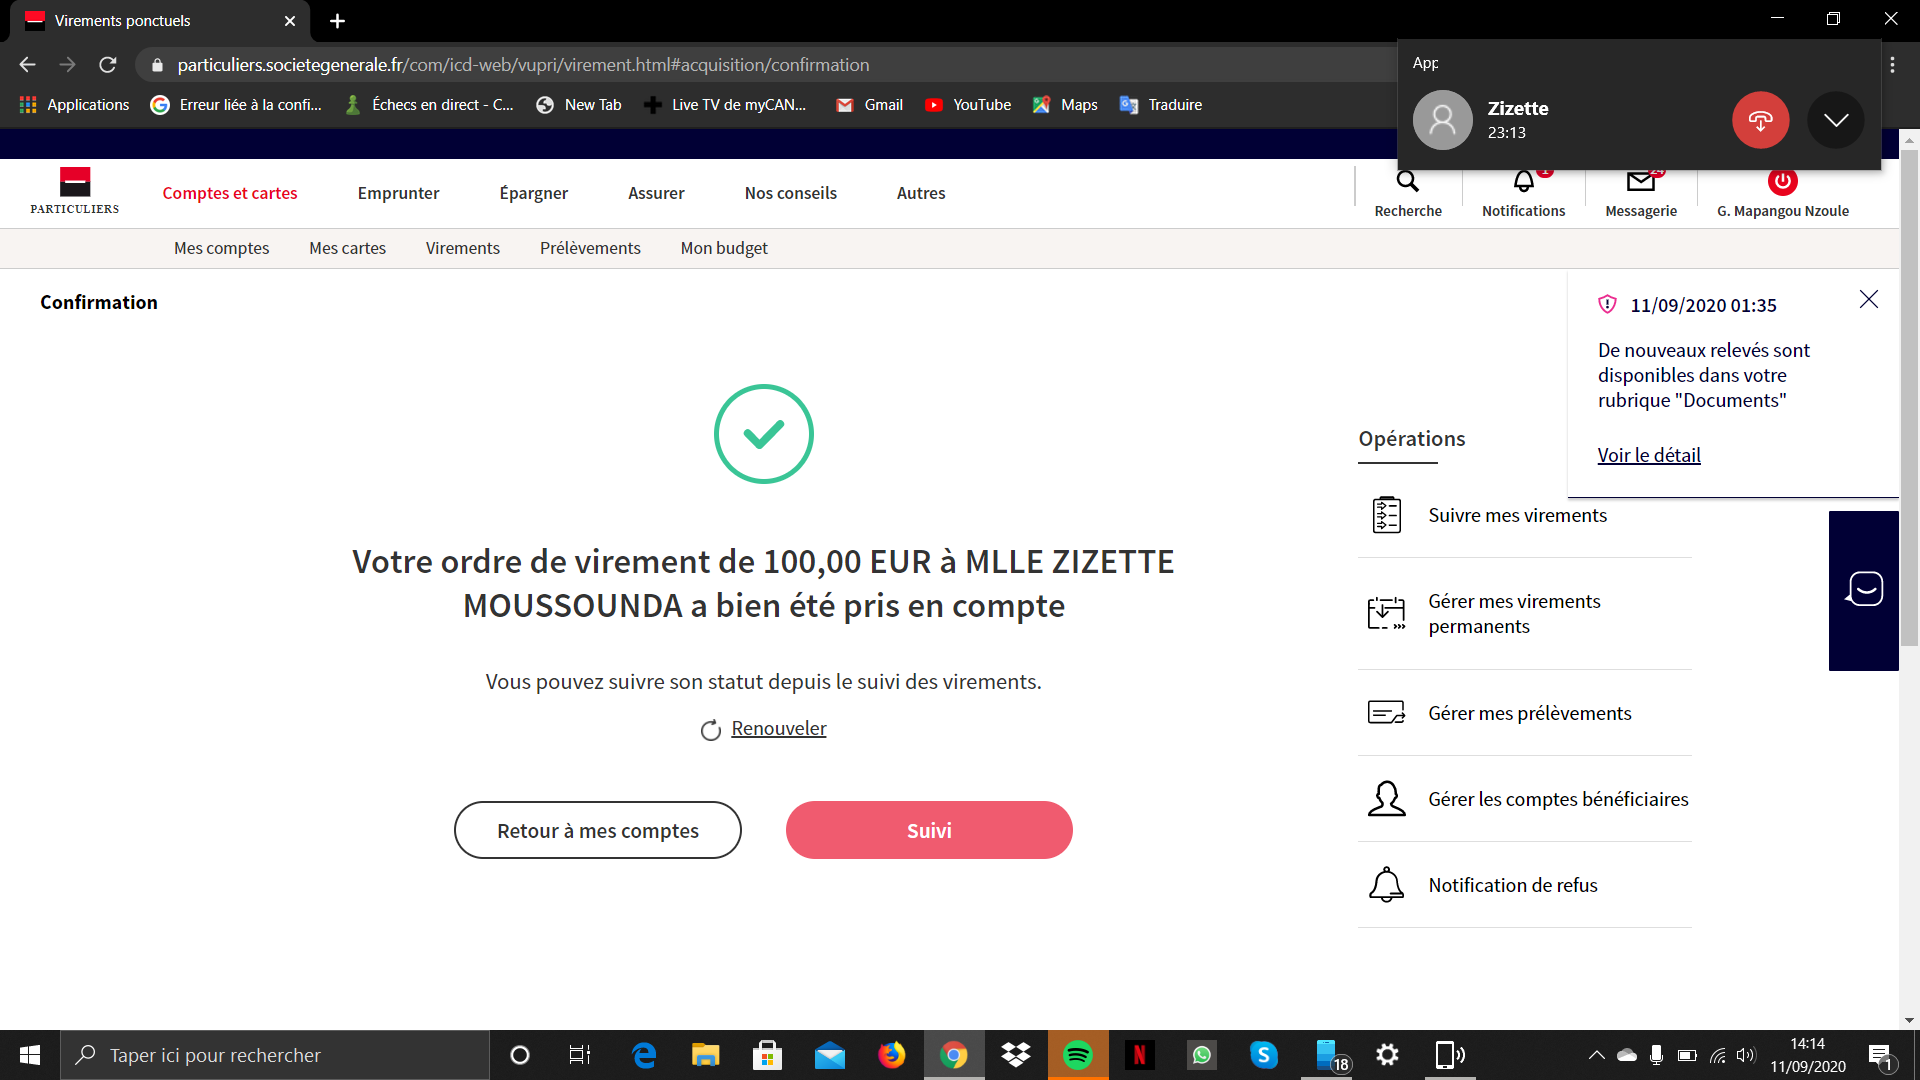 Virements ponctuels
particuliers.societegenerale.fr/com/icd-web/vupri/virement.html#acquisition/confirmation
Applications
Erreur liée à la confi...
Échecs en direct - C...
New Tab
Live TV de myCAN...
Gmail
YouTube
Maps
Traduire
App
Zizette
23:13
PARTICULIERS
Comptes et cartes
Emprunter
Épargner
Assurer
Nos conseils
Autres
Recherche
Notifications
Messagerie
G. Mapangou Nzoule
Mes comptes
Mes cartes
Virements
Prélèvements
Mon budget
Confirmation
11/09/2020 01:35
De nouveaux relevés sont
disponibles dans votre
rubrique "Documents"
Voir le détail
Votre ordre de virement de 100,00 EUR à MLLE ZIZETTE
MOUSSOUNDA a bien été pris en compte
Vous pouvez suivre son statut depuis le suivi des virements.
Renouveler
Retour à mes comptes
Suivi
Opérations
Suivre mes virements
Gérer mes virements
permanents
Gérer mes prélèvements
Gérer les comptes bénéficiaires
Notification de refus
Taper ici pour rechercher
18
14:14
11/09/2020
1